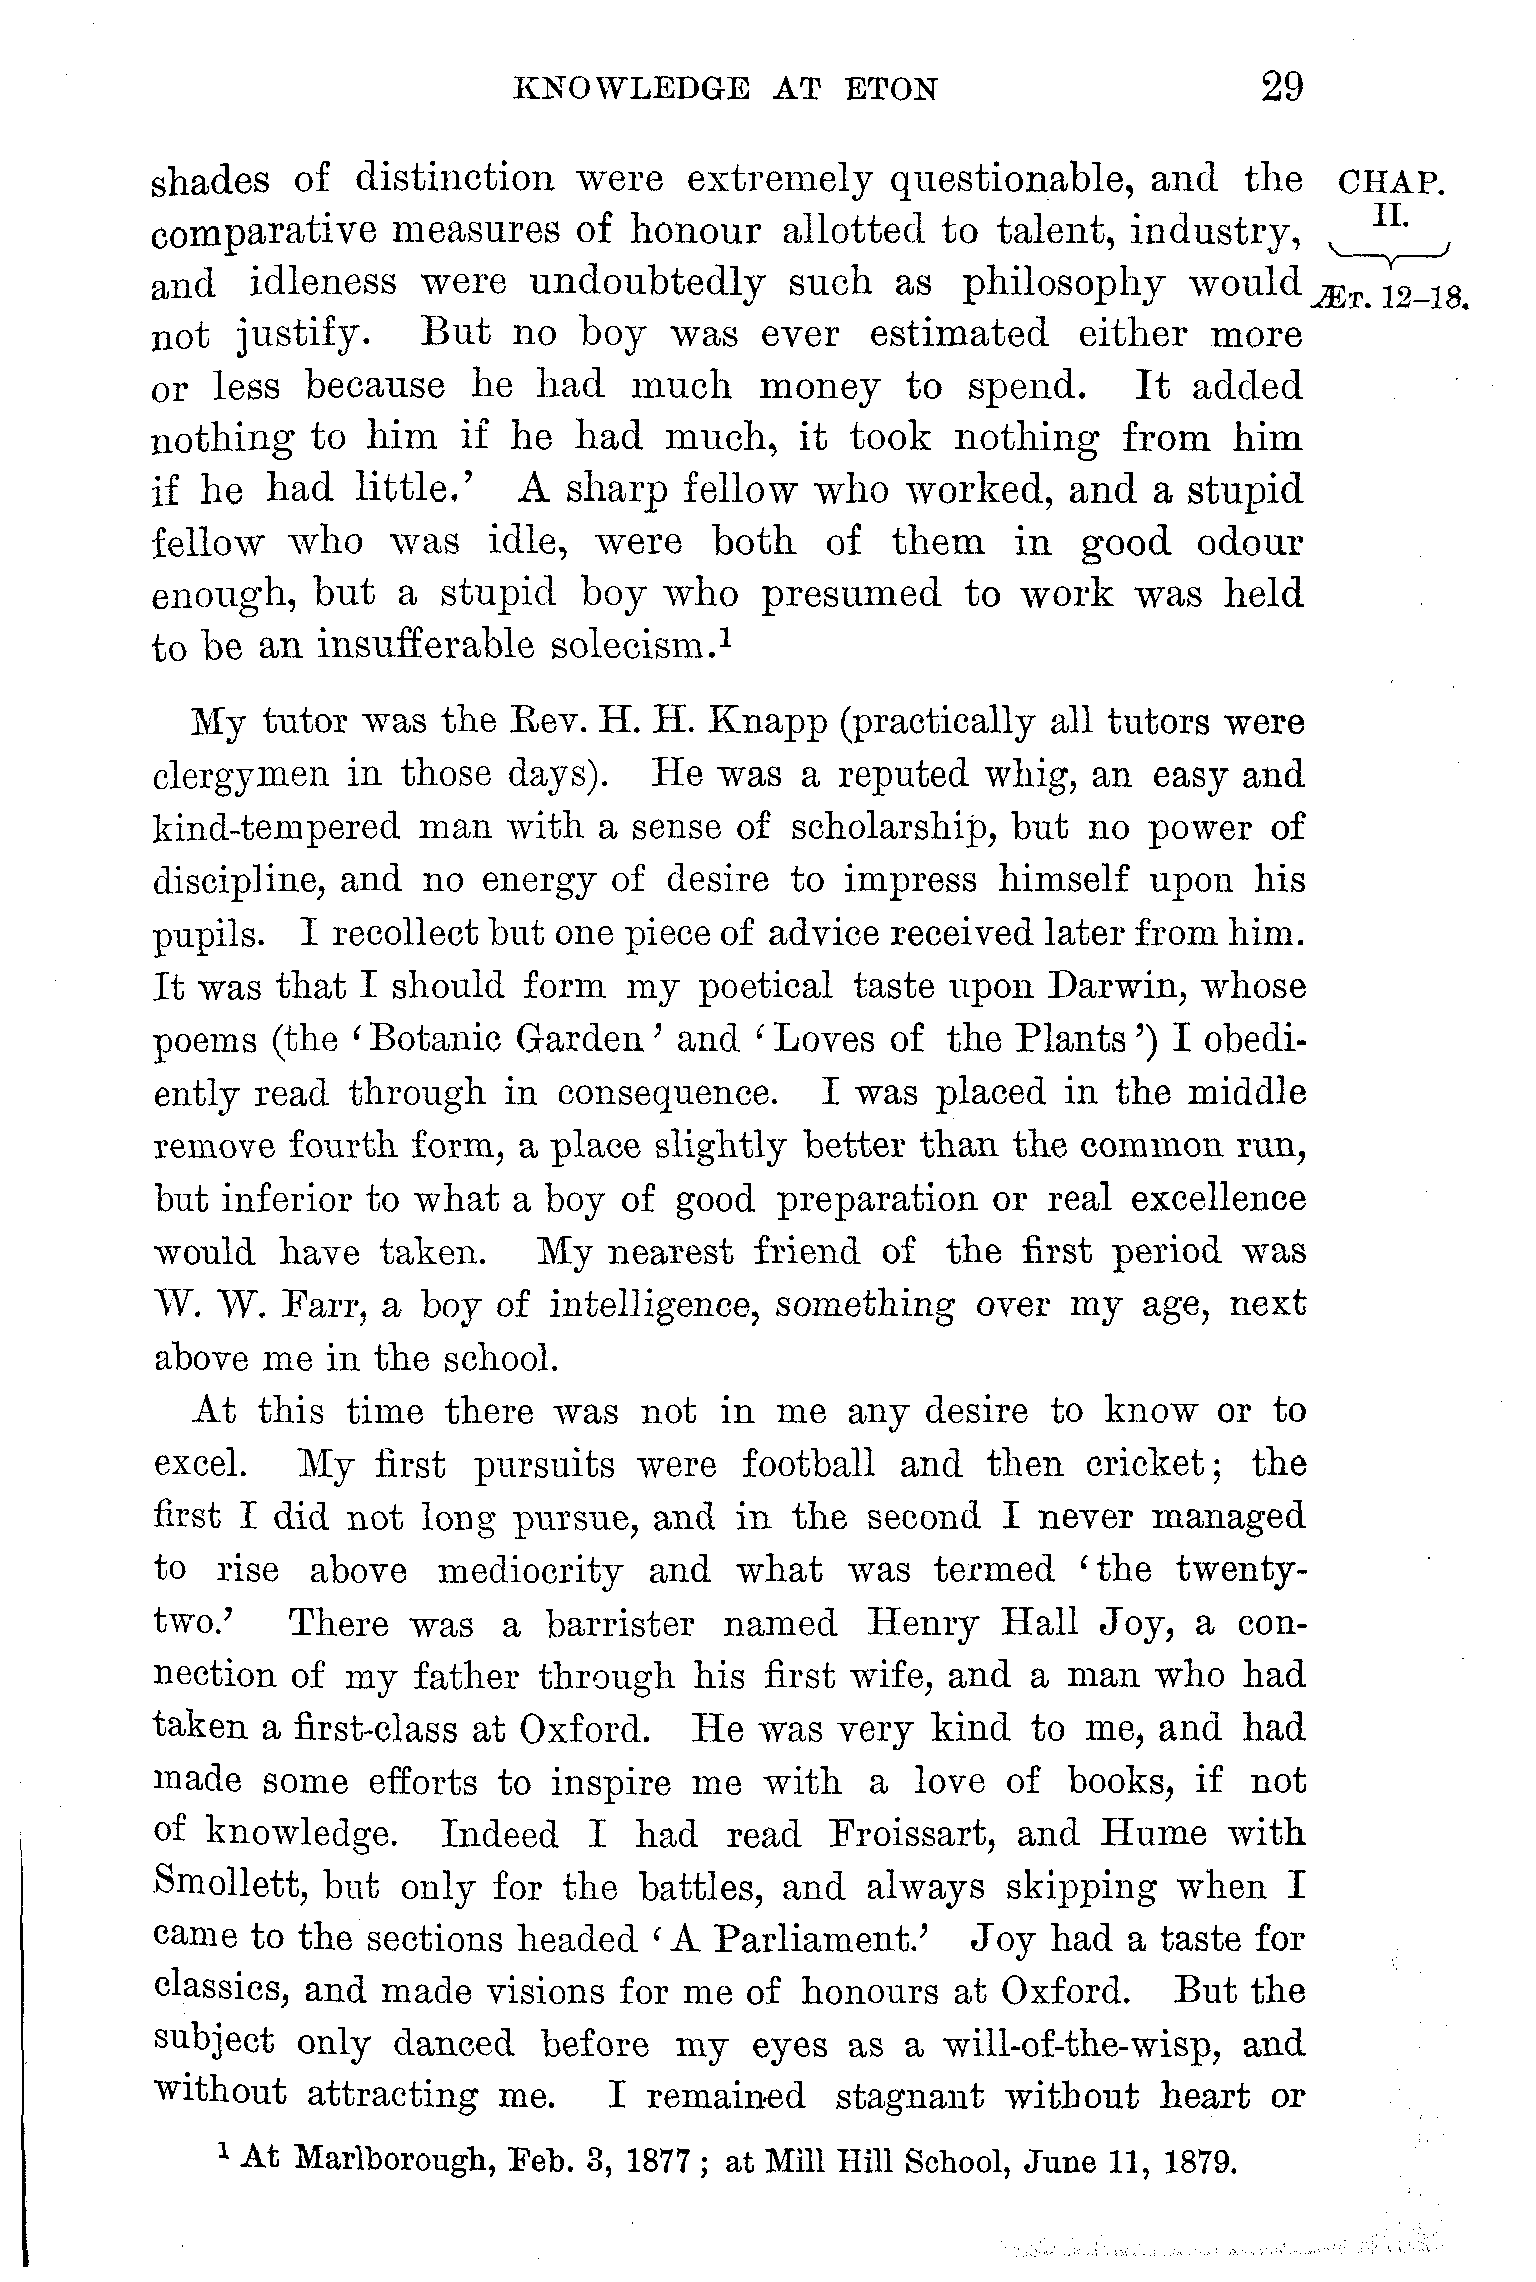 KNOWLEDGE AT ETON 29
shades of distinction were extremely questionable, and the
comparative measures of honour allotted to talent, industry,
and idleness were undoubtedly such as philosophy would
not justify. But no boy was ever estimated either more
or less because he had much money to spend. It added
nothing to him if he had much, it took nothing from him
if he had little.’ A sharp fellow who worked, and a stupid
fellow who was idle, were both of them in good odour
enough, but a stupid boy who presumed to work was held
to be an insufferable solecism.¹
CHAP.
II.
ÆT. 12–18.
My tutor was the Rev. H. H. Knapp (practically all tutors were
clergymen in those days). He was a reputed whig, an easy and
kind-tempered man with a sense of scholarship, but no power of
discipline, and no energy of desire to impress himself upon his
pupils. I recollect but one piece of advice received later from him.
It was that I should form my poetical taste upon Darwin, whose
poems (the ‘Botanic Garden’ and ‘Loves of the Plants’) I obedi-
ently read through in consequence. I was placed in the middle
remove fourth form, a place slightly better than the common run,
but inferior to what a boy of good preparation or real excellence
would have taken. My nearest friend of the first period was
W. W. Farr, a boy of intelligence, something over my age, next
above me in the school.
At this time there was not in me any desire to know or to
excel. My first pursuits were football and then cricket; the
first I did not long pursue, and in the second I never managed
to rise above mediocrity and what was termed ‘the twenty-
two.’ There was a barrister named Henry Hall Joy, a con-
nection of my father through his first wife, and a man who had
taken a first-class at Oxford. He was very kind to me, and had
made some efforts to inspire me with a love of books, if not
of knowledge. Indeed I had read Froissart, and Hume with
Smollett, but only for the battles, and always skipping when I
came to the sections headed ‘A Parliament.’ Joy had a taste for
classics, and made visions for me of honours at Oxford. But the
subject only danced before my eyes as a will-of-the-wisp, and
without attracting me. I remained stagnant without heart or
¹ At Marlborough, Feb. 3, 1877; at Mill Hill School, June 11, 1879.